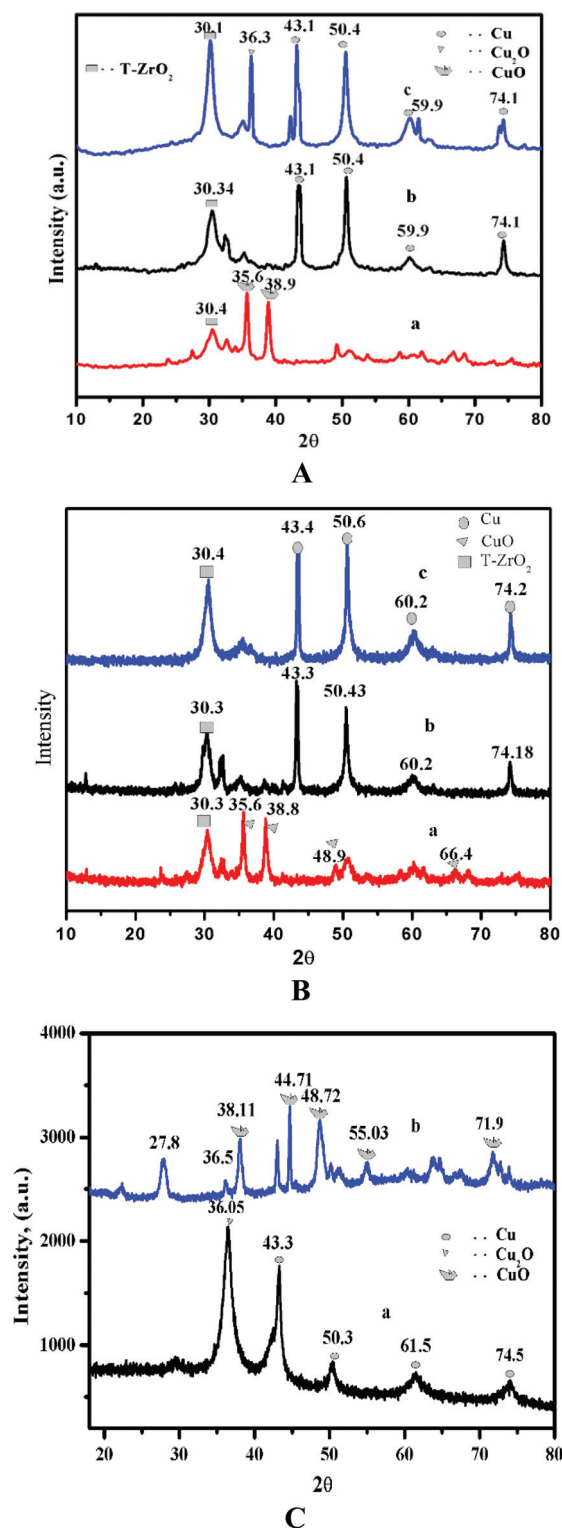 30.1
36.3
43.1
50.4
·· Cu
·· Cu₂O
·· CuO
·· T-ZrO₂
c
59.9
74.1
30.34
43.1
50.4
b
59.9
74.1
30.4
35.6
38.9
a
Intensity (a.u.)
10 20 30 40 50 60 70 80
2θ
A
30.4
43.4
50.6
Cu
CuO
T-ZrO₂
c
60.2
74.2
30.3
43.3
50.43
b
60.2
74.18
30.3
35.6
38.8
48.9
a
66.4
Intensity
10 20 30 40 50 60 70 80
2θ
B
4000
3000
2000
1000
27.8
36.5
38.11
44.71
48.72
55.03
b
71.9
36.05
43.3
50.3
a
61.5
74.5
·· Cu
·· Cu₂O
·· CuO
Intensity, (a.u.)
20 30 40 50 60 70 80
2θ
C